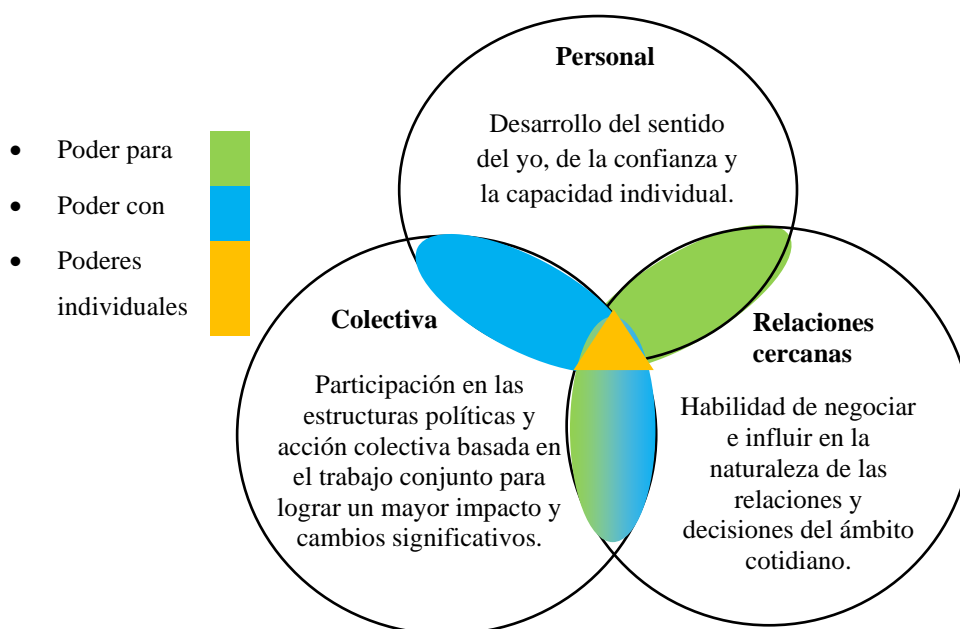 Personal
Desarrollo del sentido
del yo, de la confianza y
la capacidad individual.
• Poder para
• Poder con
• Poderes
individuales
Colectiva
Participación en las
estructuras políticas y
acción colectiva basada en
el trabajo conjunto para
lograr un mayor impacto y
cambios significativos.
Relaciones
cercanas
Habilidad de negociar
e influir en la
naturaleza de las
relaciones y
decisiones del ámbito
cotidiano.